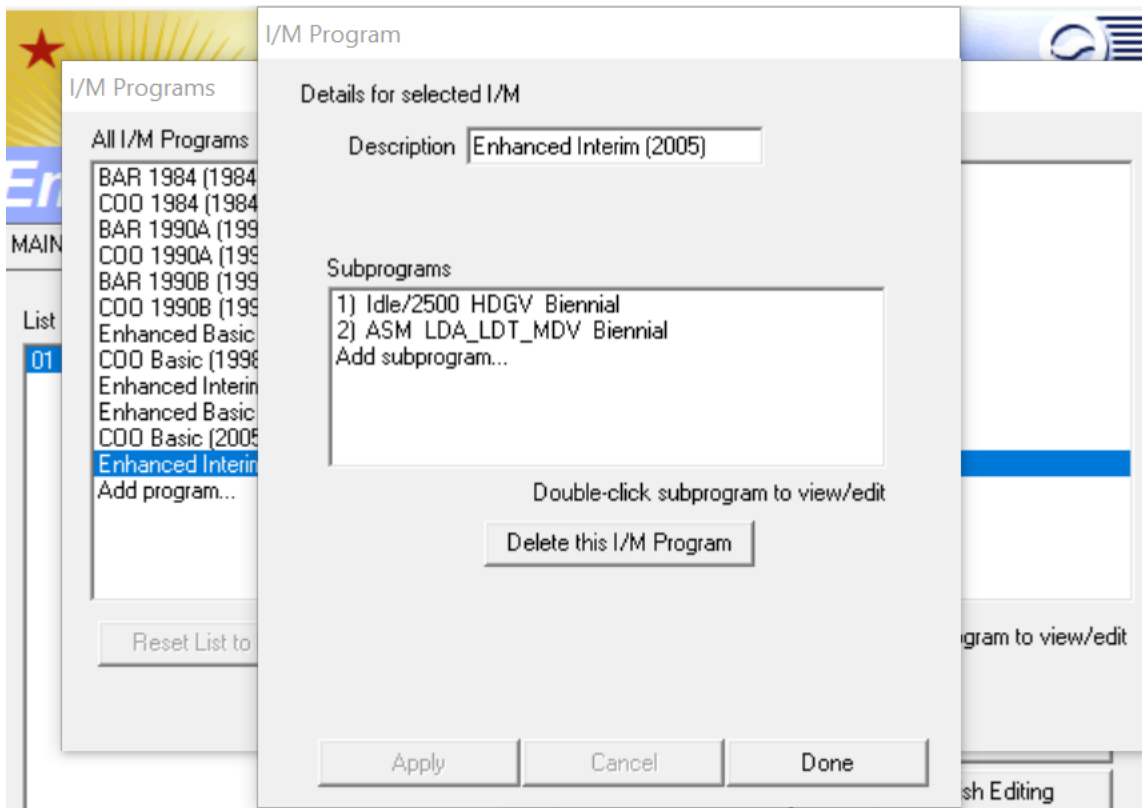 I/M Program
I/M Programs
Details for selected I/M
Description Enhanced Interim (2005)
All I/M Programs
BAR 1984 (1984
COO 1984 (1984
BAR 1990A (199
COO 1990A (199
BAR 1990B (199
COO 1990B (199
Enhanced Basic
COO Basic (1998
Enhanced Interin
Enhanced Basic
COO Basic (2005
Enhanced Interin
Add program...
Reset List to
En
MAIN
List
01
Subprograms
1) Idle/2500 HDGV Biennial
2) ASM LDA_LDT_MDV Biennial
Add subprogram...
Double-click subprogram to view/edit
Delete this I/M Program
gram to view/edit
Apply
Cancel
Done
sh Editing